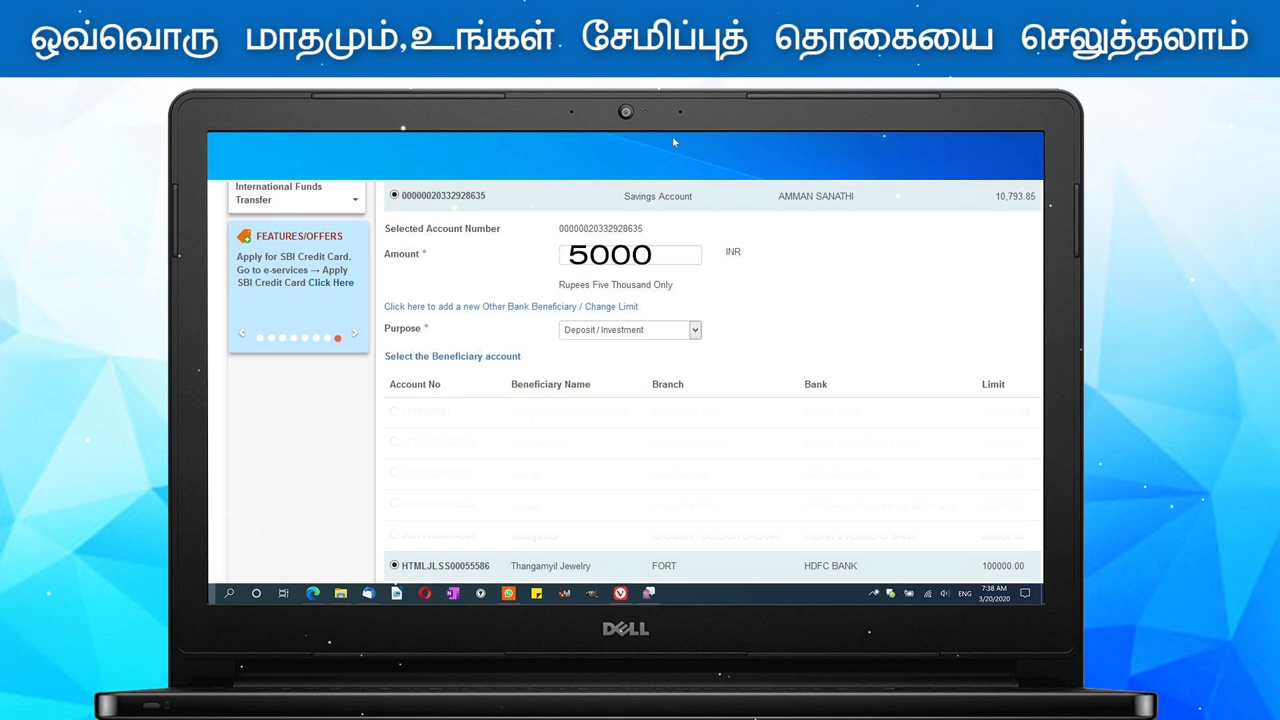 ஒவ்வொரு மாதமும்,உங்கள் சேமிப்புத் தொகையை செலுத்தலாம்
International Funds
Transfer
00000020332928635 Savings Account AMMAN SANATHI 10,793.85
FEATURES/OFFERS
Apply for SBI Credit Card.
Go to e-services → Apply
SBI Credit Card Click Here
Selected Account Number 00000020332928635
Amount * 5000 INR
Rupees Five Thousand Only
Click here to add a new Other Bank Beneficiary / Change Limit
Purpose * Deposit / Investment
Select the Beneficiary account
Account No Beneficiary Name Branch Bank Limit
HTMLJLSS00055586 Thangamyil Jewelry FORT HDFC BANK 100000.00
ENG 7:38 AM
3/20/2020
DELL